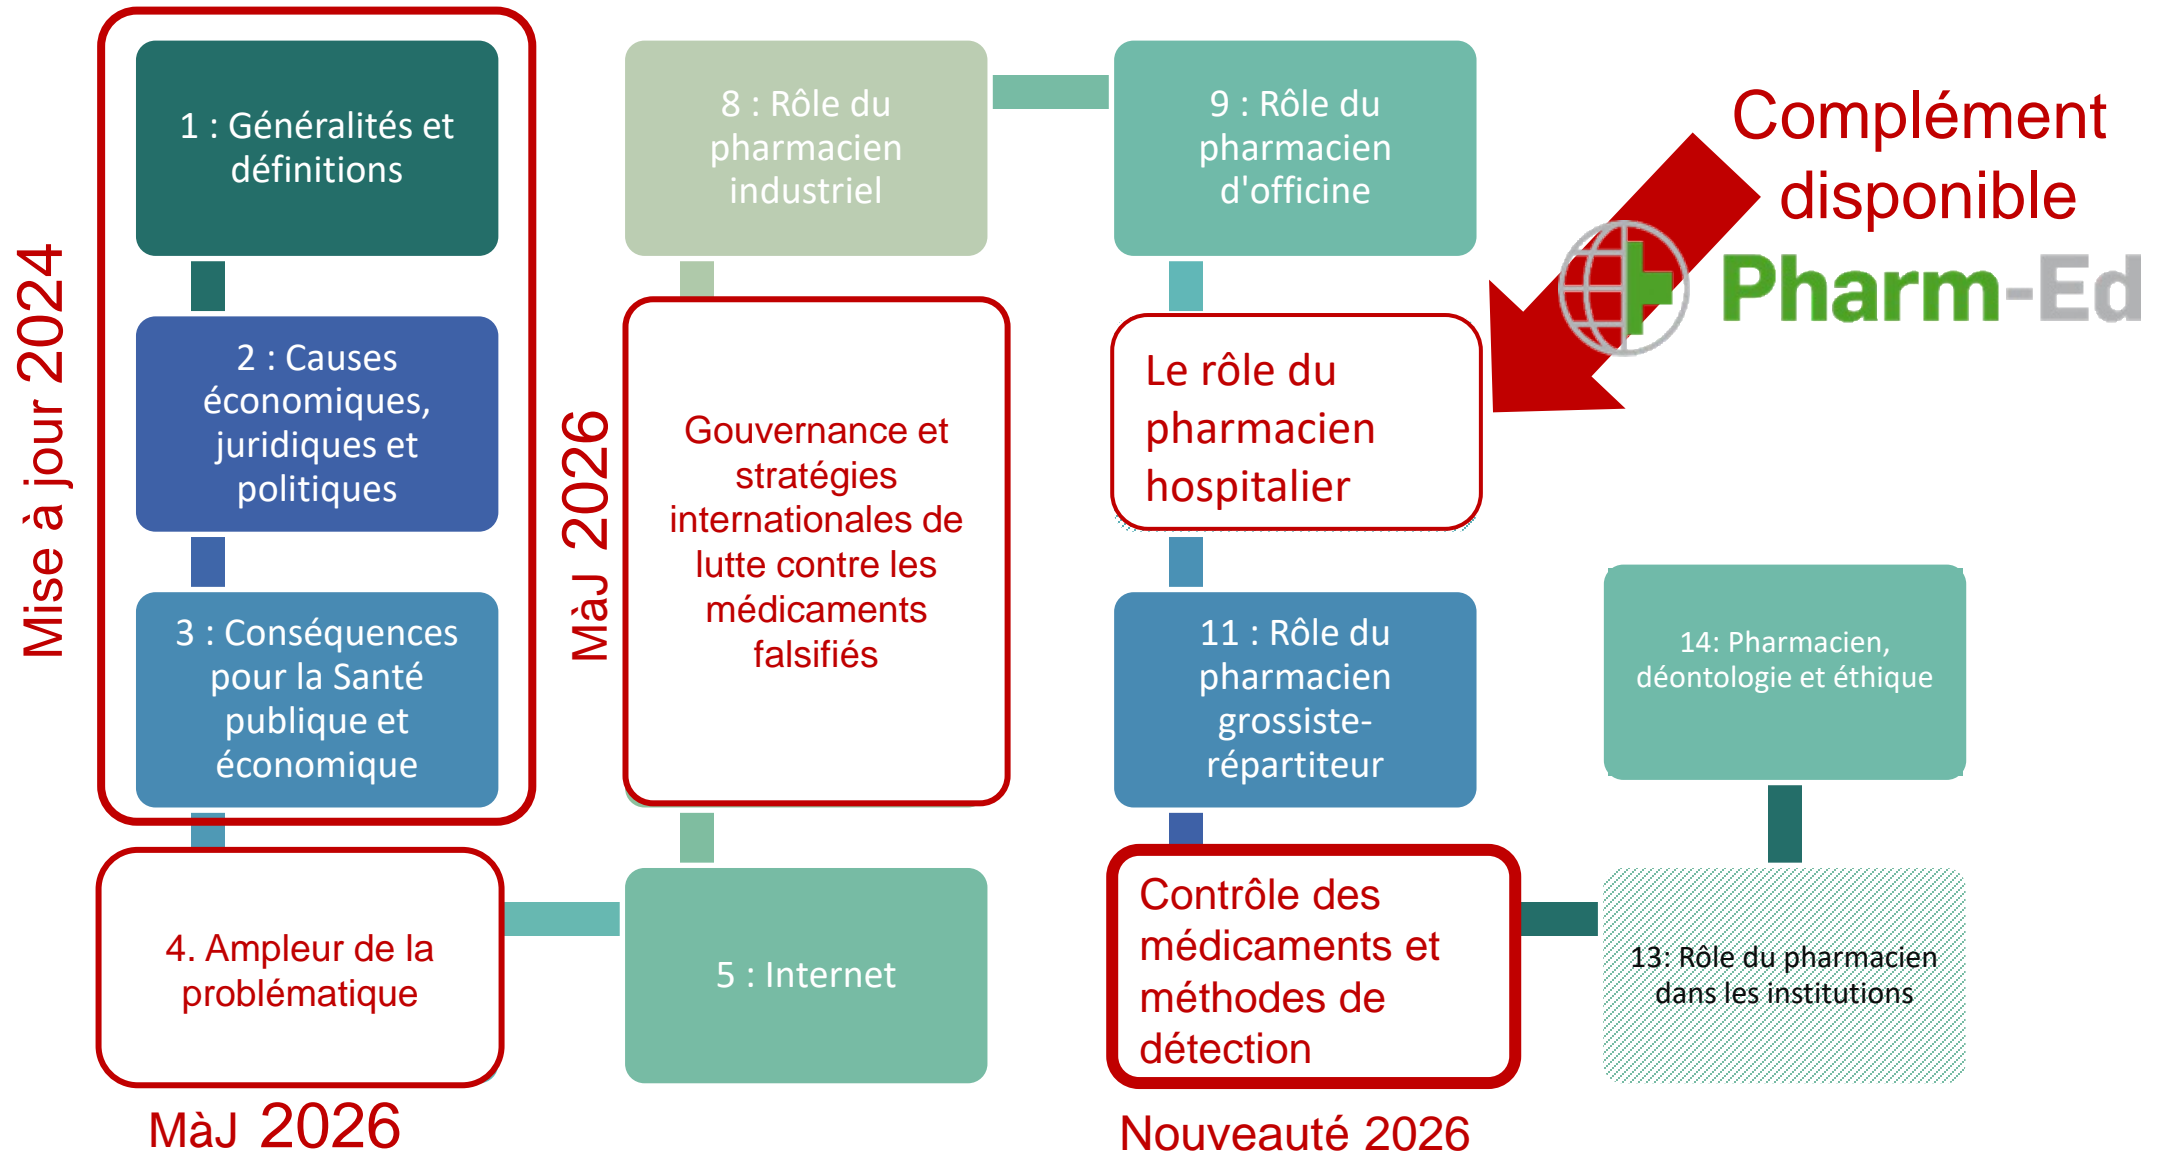 Mise à jour 2024
1 : Généralités et
définitions
2 : Causes
économiques,
juridiques et
politiques
3 : Conséquences
pour la Santé
publique et
économique
4. Ampleur de la
problématique
MàJ 2026
5 : Internet
MàJ 2026
Gouvernance et
stratégies
internationales de
lutte contre les
médicaments
falsifiés
8 : Rôle du
pharmacien
industriel
9 : Rôle du
pharmacien
d'officine
Le rôle du
pharmacien
hospitalier
Complément
disponible
Pharm-Ed
11 : Rôle du
pharmacien
grossiste-
répartiteur
Contrôle des
médicaments et
méthodes de
détection
Nouveauté 2026
13: Rôle du pharmacien
dans les institutions
14: Pharmacien,
déontologie et éthique